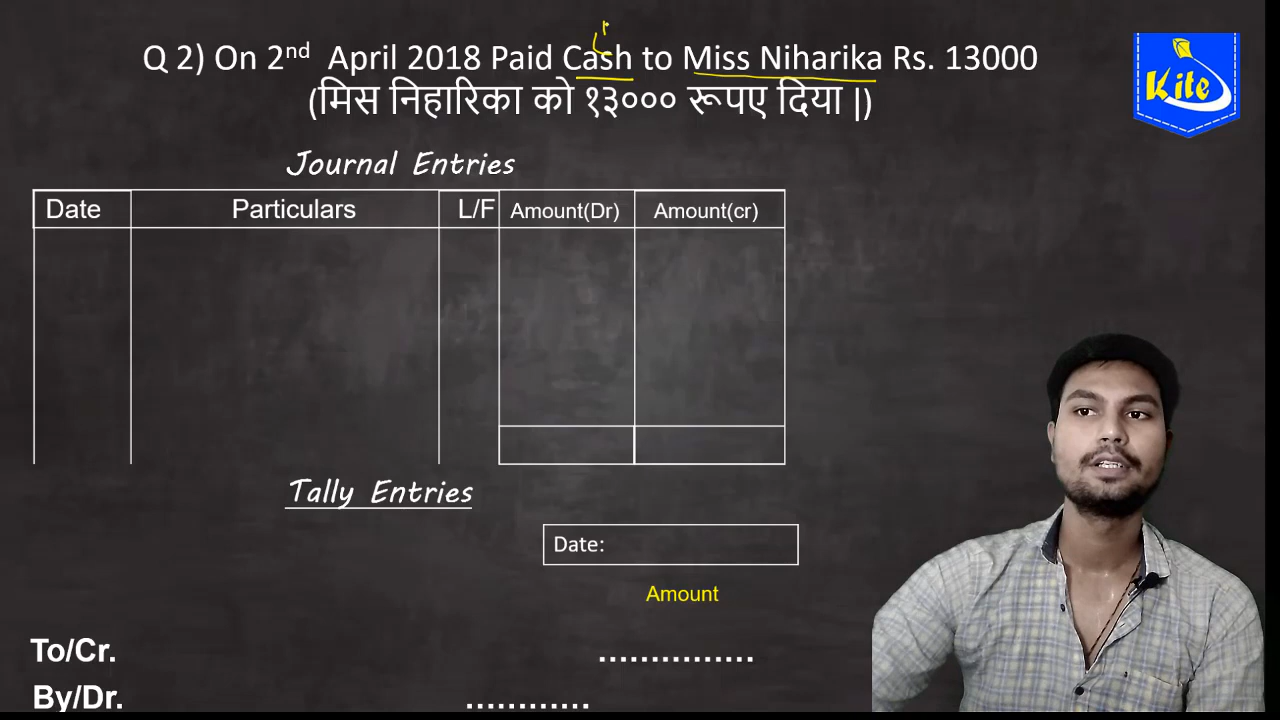 Q 2) On 2nd April 2018 Paid Cash to Miss Niharika Rs. 13000
(मिस निहारिका को १३००० रूपए दिया |)
Kite
Journal Entries
Date Particulars L/F Amount(Dr) Amount(cr)
Tally Entries
Date:
Amount
To/Cr. ...............
By/Dr. ............